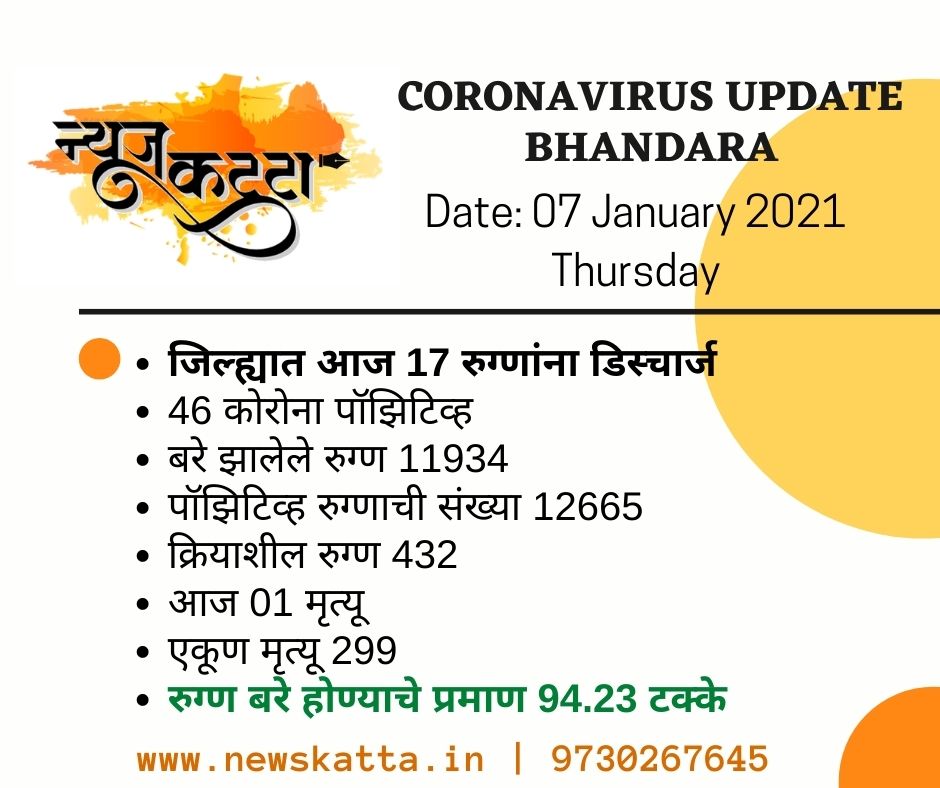 न्यूज कट्टा
CORONAVIRUS UPDATE
BHANDARA
Date: 07 January 2021
Thursday
• जिल्ह्यात आज 17 रुग्णांना डिस्चार्ज
• 46 कोरोना पॉझिटिव्ह
• बरे झालेले रुग्ण 11934
• पॉझिटिव्ह रुग्णाची संख्या 12665
• क्रियाशील रुग्ण 432
• आज 01 मृत्यू
• एकूण मृत्यू 299
• रुग्ण बरे होण्याचे प्रमाण 94.23 टक्के
www.newskatta.in | 9730267645